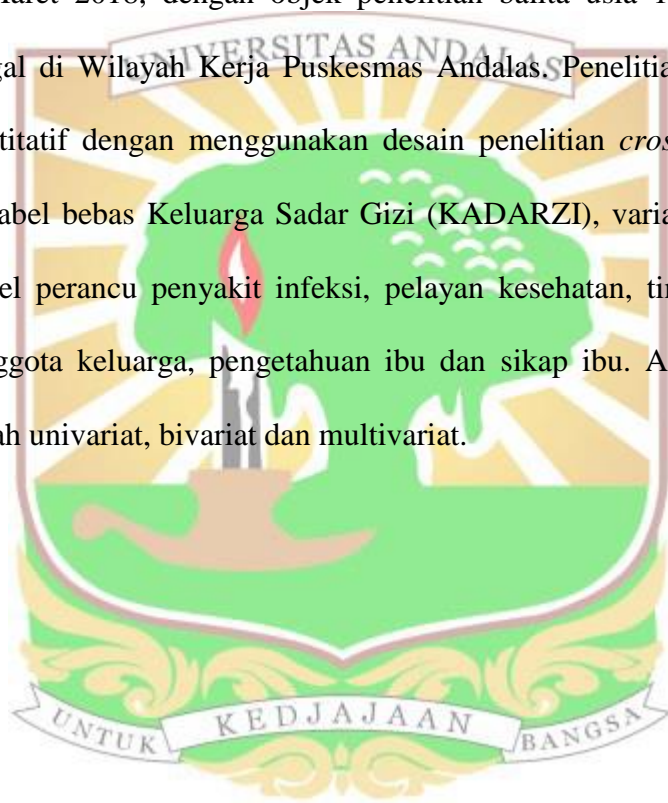 Maret 2018, dengan objek penelitian balita usia
UNIVERSITAS ANDALAS
gal di Wilayah Kerja Puskesmas Andalas. Penelitia
titatif dengan menggunakan desain penelitian cros
abel bebas Keluarga Sadar Gizi (KADARZI), varia
el perancu penyakit infeksi, pelayan kesehatan, tin
ggota keluarga, pengetahuan ibu dan sikap ibu. A
ah univariat, bivariat dan multivariat.
UNTUK KEDJAJAAN BANGSA